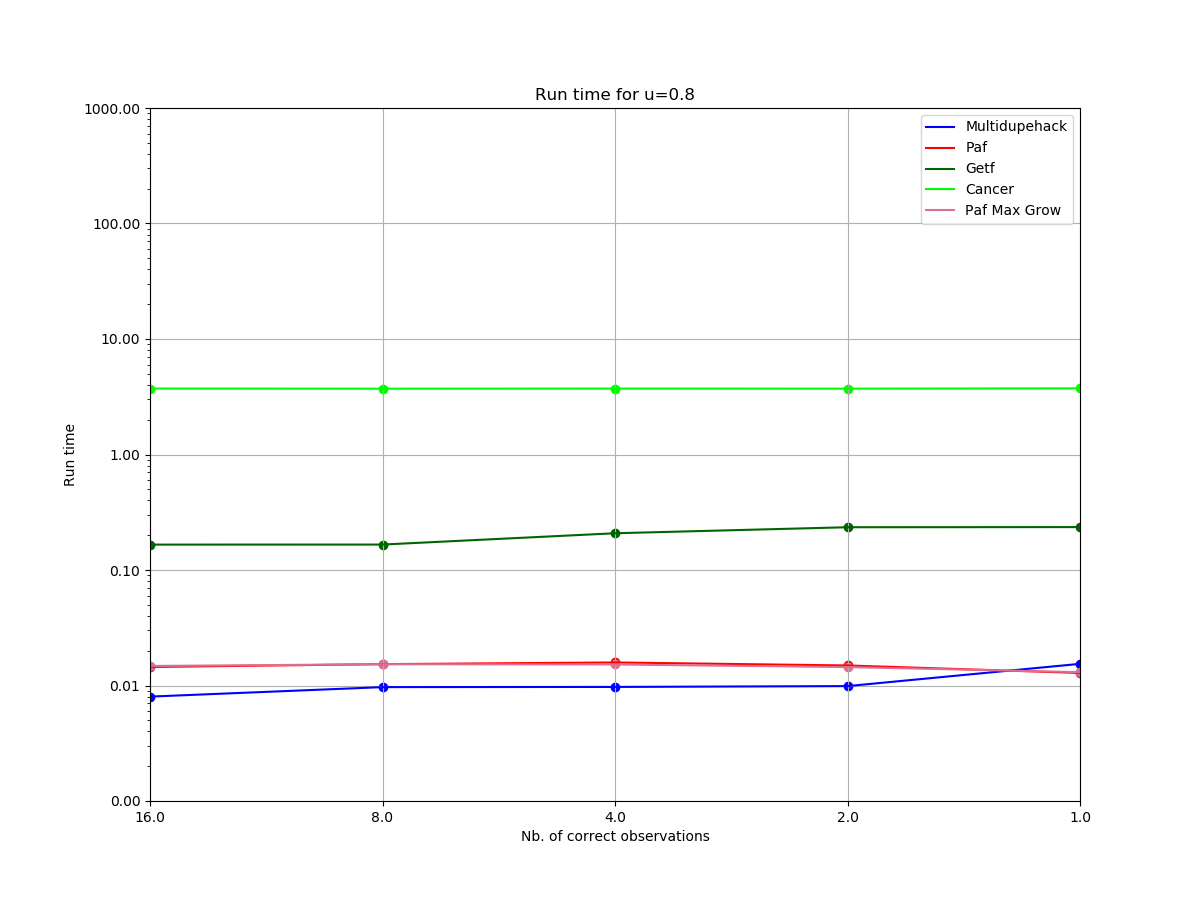 Run time for u=0.8
1000.00
100.00
10.00
1.00
0.10
0.01
0.00
Run time
Multidupehack
Paf
Getf
Cancer
Paf Max Grow
16.0
8.0
4.0
2.0
1.0
Nb. of correct observations